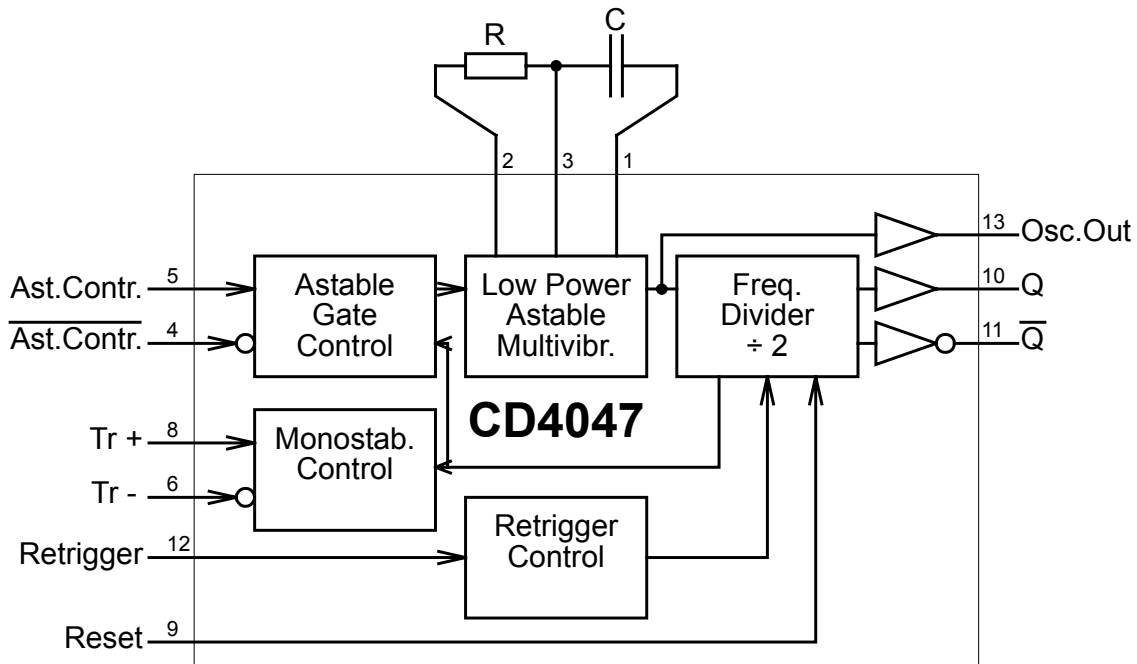 C
R
2
3
1
13
Osc.Out
5
Ast.Contr.
Astable
Gate
Control
Low Power
Astable
Multivibr.
Freq.
Divider
÷ 2
10
Q
4
Ast.Contr.
11
Q
CD4047
8
Tr +
Monostab.
Control
6
Tr -
Retrigger
Control
12
Retrigger
9
Reset